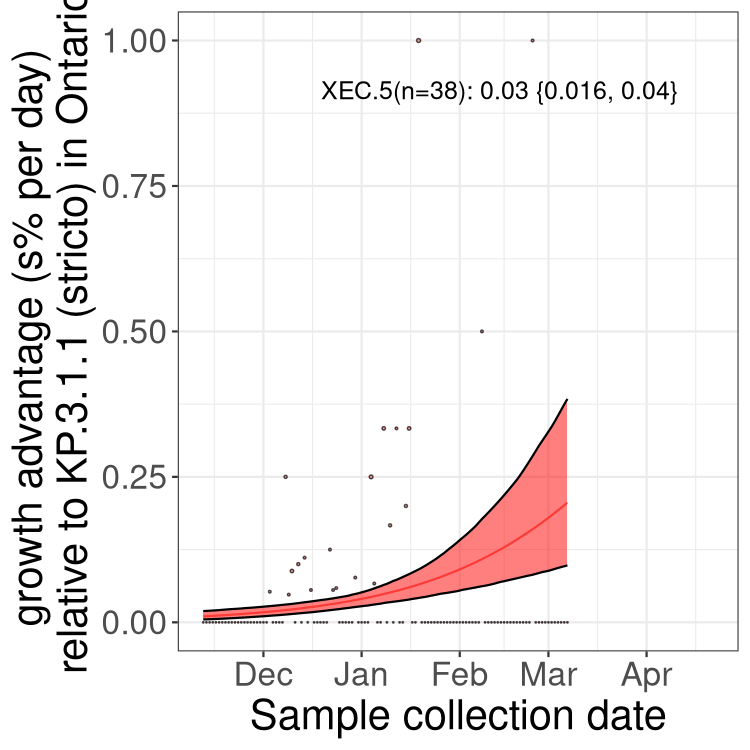 growth advantage (s% per day)
relative to KP.3.1.1 (stricto) in Ontario
1.00
0.75
0.50
0.25
0.00
XEC.5(n=38): 0.03 {0.016, 0.04}
Dec Jan Feb Mar Apr
Sample collection date